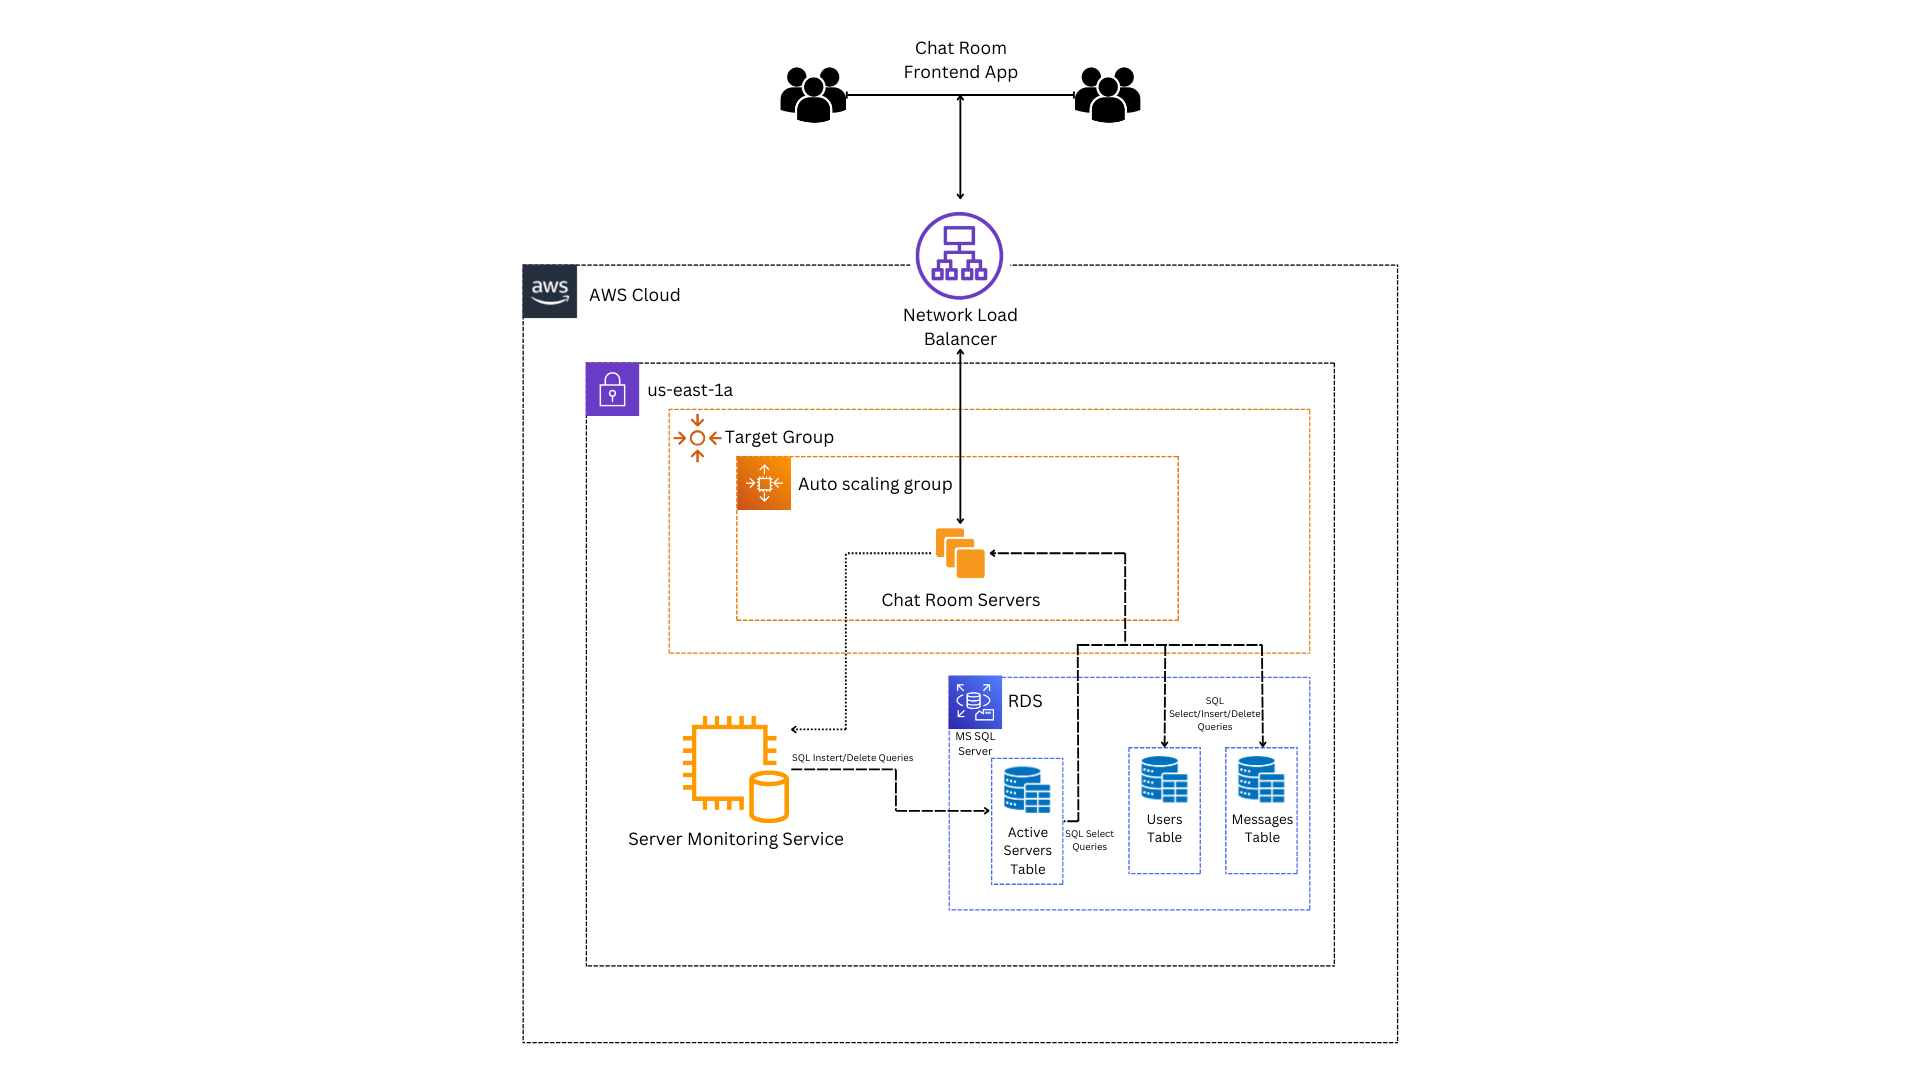 Chat Room
Frontend App
aws
AWS Cloud
Network Load
Balancer
us-east-1a
Target Group
Auto scaling group
Chat Room Servers
RDS
MS SQL
Server
SQL
Select/Insert/Delete
Queries
SQL Instert/Delete Queries
Server Monitoring Service
Active
Servers
Table
SQL Select
Queries
Users
Table
Messages
Table